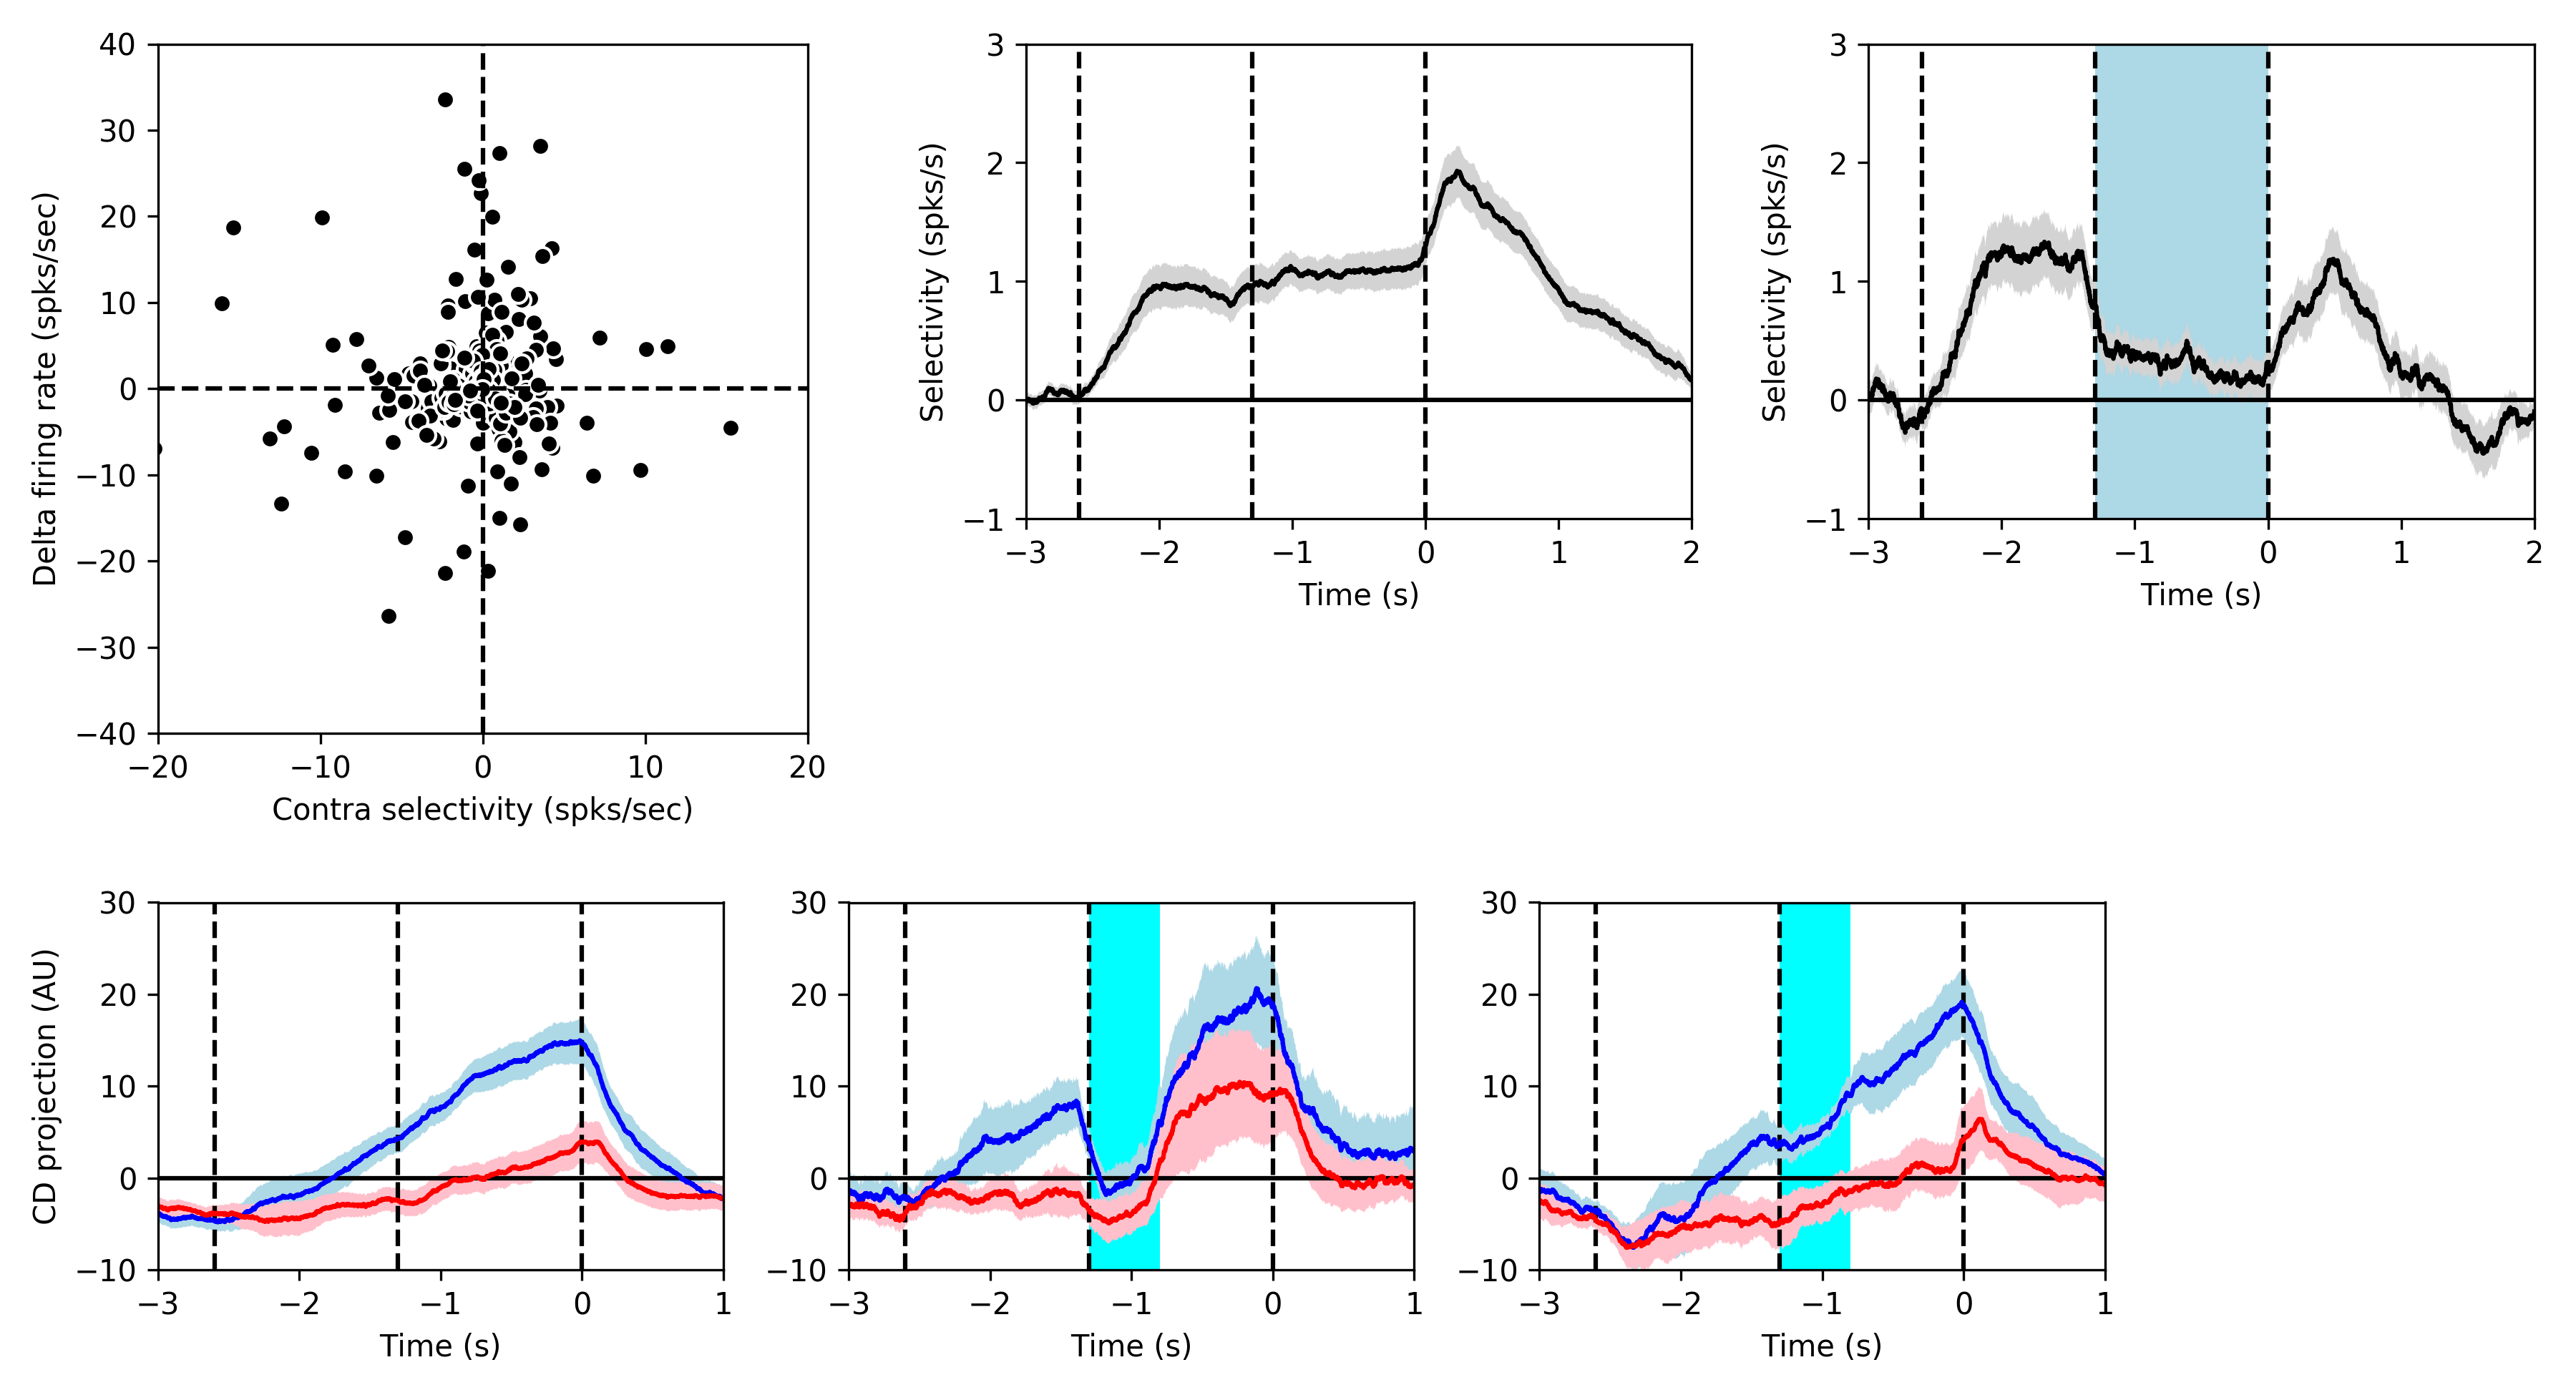 40
30
20
10
0
−10
−20
−30
−40
Delta firing rate (spks/sec)
−20 −10 0 10 20
Contra selectivity (spks/sec)
3
2
1
0
−1
Selectivity (spks/s)
−3 −2 −1 0 1 2
Time (s)
3
2
1
0
−1
Selectivity (spks/s)
−3 −2 −1 0 1 2
Time (s)
30
20
10
0
−10
CD projection (AU)
−3 −2 −1 0 1
Time (s)
30
20
10
0
−10
−3 −2 −1 0 1
Time (s)
30
20
10
0
−10
−3 −2 −1 0 1
Time (s)